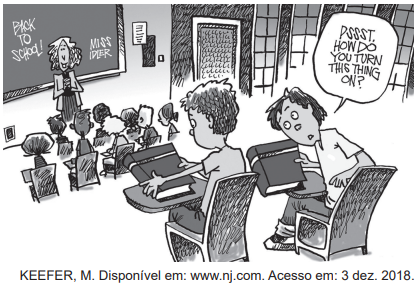 BACK
TO
SCHOOL!
MISS
IDLER
PSSST,
HOW DO
YOU TURN
THIS THING
ON?
KEEFER, M. Disponível em: www.nj.com. Acesso em: 3 dez. 2018.